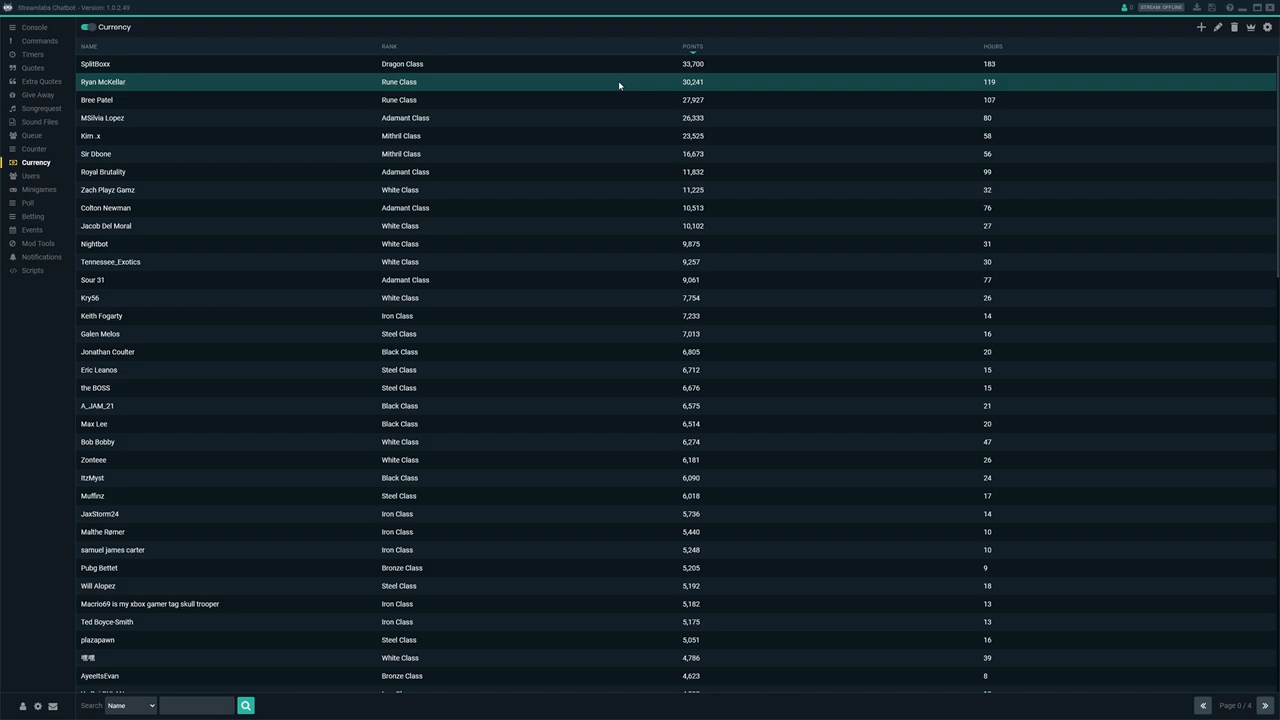 Streamlabs Chatbot - Version: 1.0.2.49
0 STREAM: OFFLINE
Console
Commands
Timers
Quotes
Extra Quotes
Give Away
Songrequest
Sound Files
Queue
Counter
Currency
Users
Minigames
Poll
Betting
Events
Mod Tools
Notifications
Scripts
Currency
NAME RANK POINTS HOURS
SplitBoxx Dragon Class 33,700 183
Ryan McKellar Rune Class 30,241 119
Bree Patel Rune Class 27,927 107
MSilvia Lopez Adamant Class 26,333 80
Kim .x Mithril Class 23,525 58
Sir Dbone Mithril Class 16,673 56
Royal Brutality Adamant Class 11,832 99
Zach Playz Gamz White Class 11,225 32
Colton Newman Adamant Class 10,513 76
Jacob Del Moral White Class 10,102 27
Nightbot White Class 9,875 31
Tennessee_Exotics White Class 9,257 30
Sour 31 Adamant Class 9,061 77
Kry56 White Class 7,754 26
Keith Fogarty Iron Class 7,233 14
Galen Melos Steel Class 7,013 16
Jonathan Coulter Black Class 6,805 20
Eric Leanos Steel Class 6,712 15
the BOSS Steel Class 6,676 15
A_JAM_21 Black Class 6,575 21
Max Lee Black Class 6,514 20
Bob Bobby White Class 6,274 47
Zonteee White Class 6,181 26
ItzMyst Black Class 6,090 24
Muffinz Steel Class 6,018 17
JaxStorm24 Iron Class 5,736 14
Malthe Rømer Iron Class 5,440 10
samuel james carter Iron Class 5,248 10
Pubg Bettet Bronze Class 5,205 9
Will Alopez Steel Class 5,192 18
Macrio69 is my xbox gamer tag skull trooper Iron Class 5,182 13
Ted Boyce-Smith Iron Class 5,175 13
plazapawn Steel Class 5,051 16
嘿嘿 White Class 4,786 39
AyeeItsEvan Bronze Class 4,623 8
Search Name Page 0 / 4